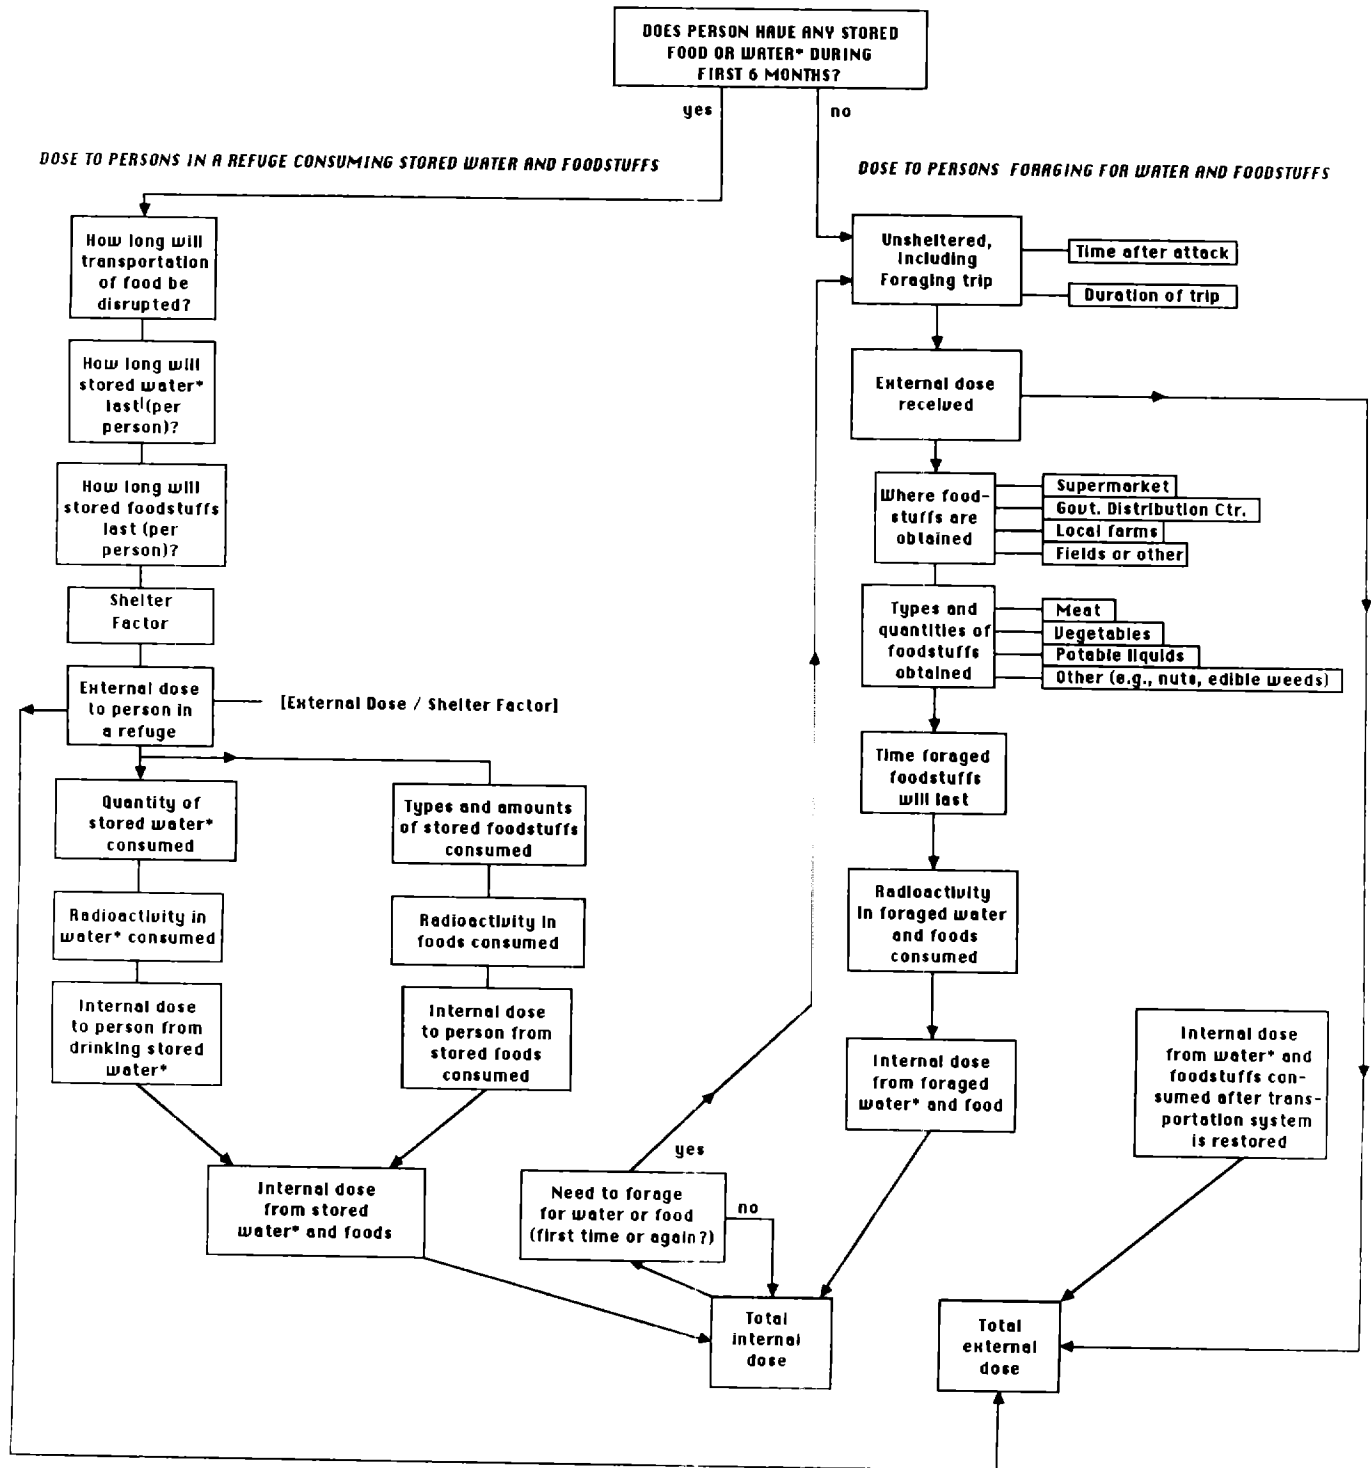 DOES PERSON HAVE ANY STORED
FOOD OR WATER* DURING
FIRST 6 MONTHS?
yes
no
DOSE TO PERSONS IN A REFUGE CONSUMING STORED WATER AND FOODSTUFFS
DOSE TO PERSONS FORAGING FOR WATER AND FOODSTUFFS
How long will
transportation
of food be
disrupted?
How long will
stored water*
last (per
person)?
How long will
stored foodstuffs
last (per
person)?
Shelter
Factor
External dose
to person in
a refuge
[External Dose / Shelter Factor]
Quantity of
stored water*
consumed
Types and amounts
of stored foodstuffs
consumed
Radioactivity in
water* consumed
Radioactivity in
foods consumed
Internal dose
to person from
drinking stored
water*
Internal dose
to person from
stored foods
consumed
Internal dose
from stored
water* and foods
Need to forage
for water or food
(first time or again?)
yes
no
Total
internal
dose
Unsheltered,
Including
Foraging trip
Time after attack
Duration of trip
External dose
received
Where food-
stuffs are
obtained
Supermarket
Govt. Distribution Ctr.
Local farms
Fields or other
Types and
quantities of
foodstuffs
obtained
Meat
Vegetables
Potable liquids
Other (e.g., nuts, edible weeds)
Time foraged
foodstuffs
will last
Radioactivity
in foraged water
and foods
consumed
Internal dose
from foraged
water* and food
Internal dose
from water* and
foodstuffs con-
sumed after trans-
portation system
is restored
Total
external
dose